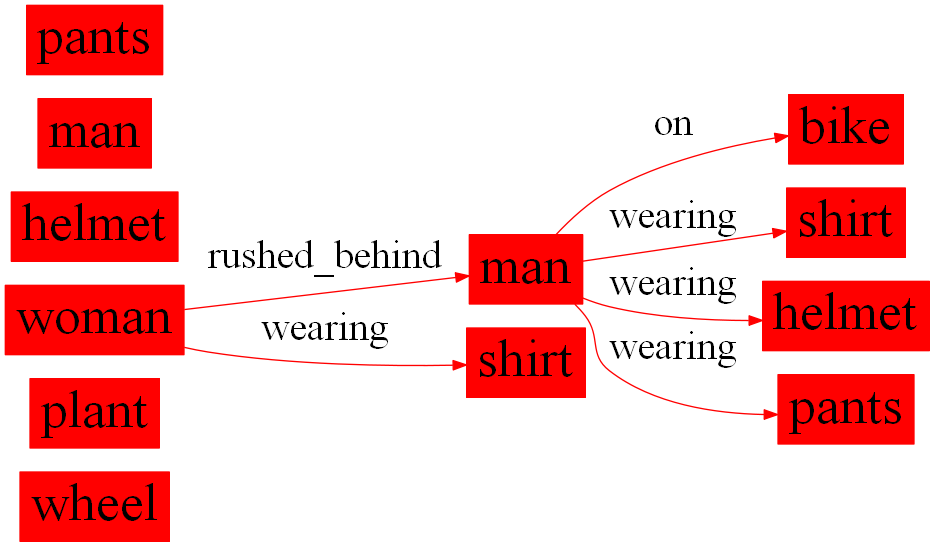 pants
man
helmet
woman
plant
wheel
rushed_behind
wearing
man
shirt
on
wearing
wearing
wearing
bike
shirt
helmet
pants